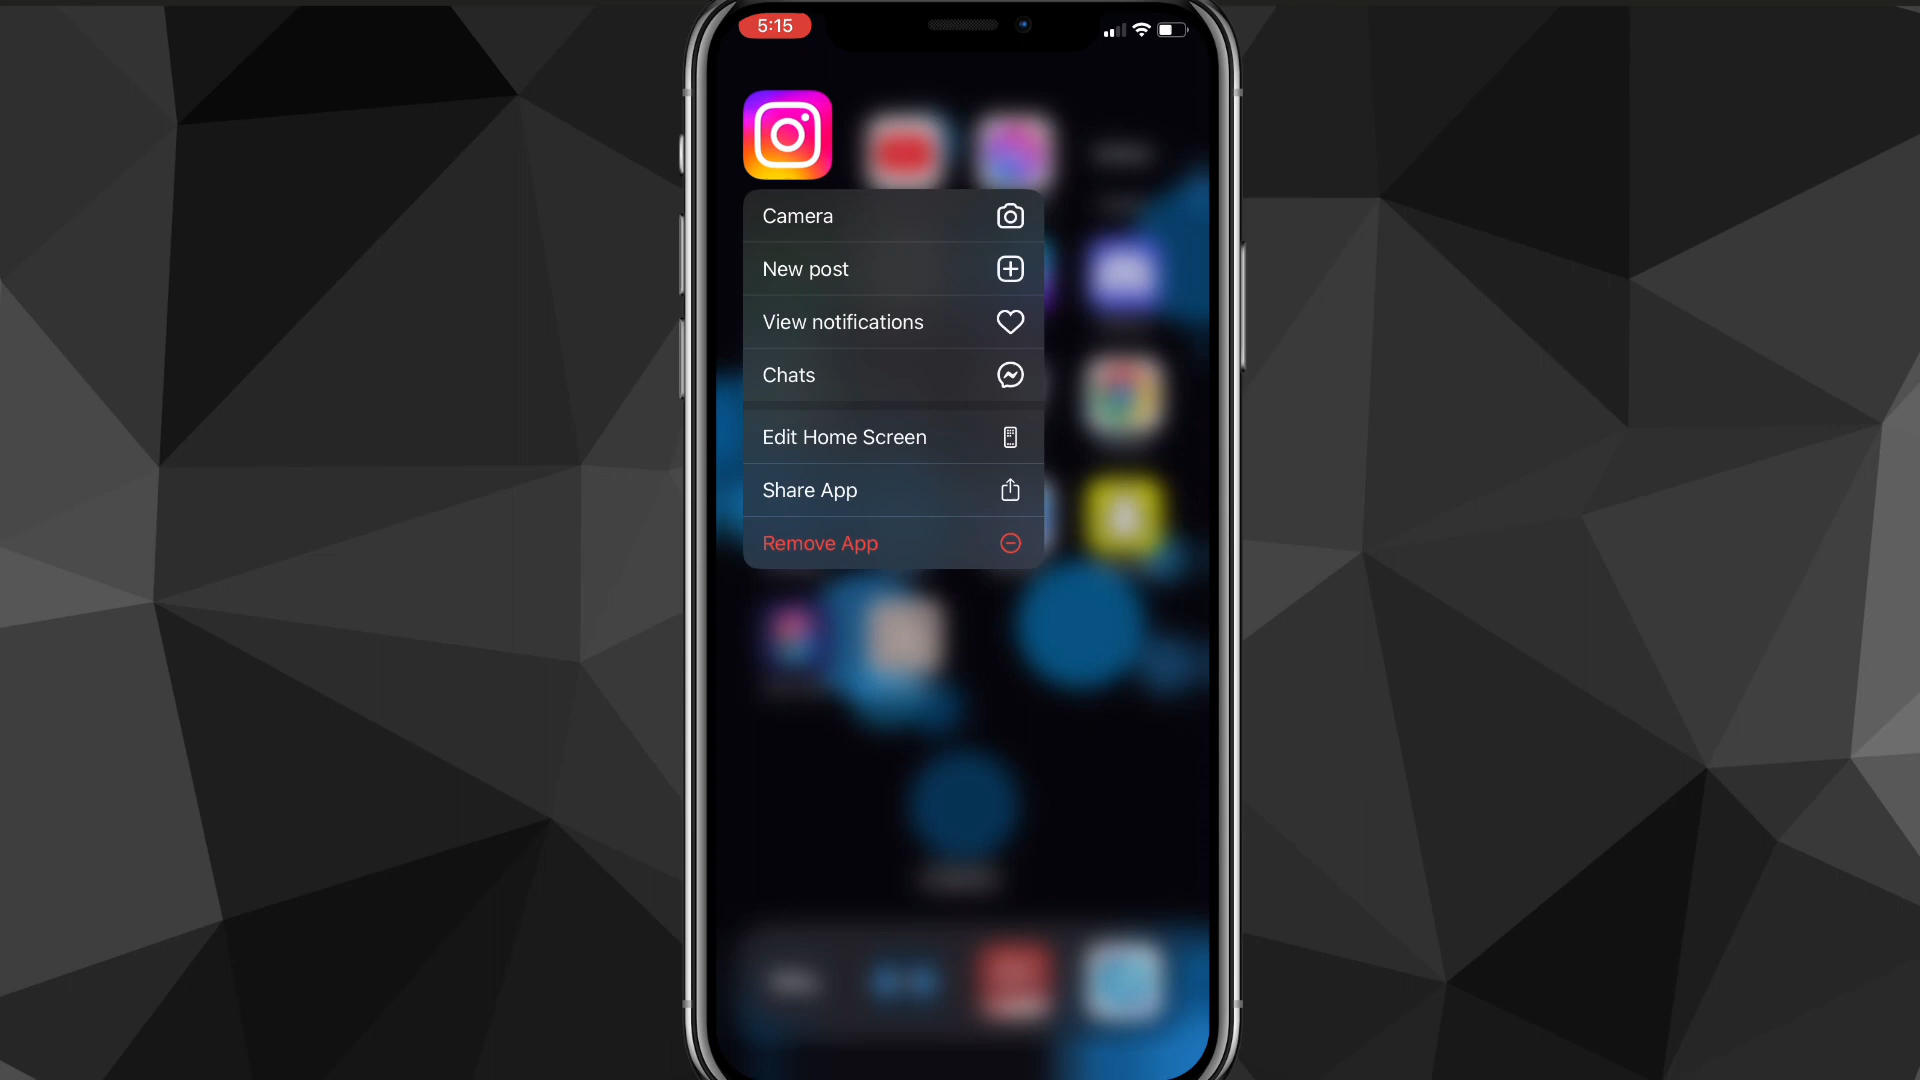 5:15
Camera
New post
View notifications
Chats
Edit Home Screen
Share App
Remove App